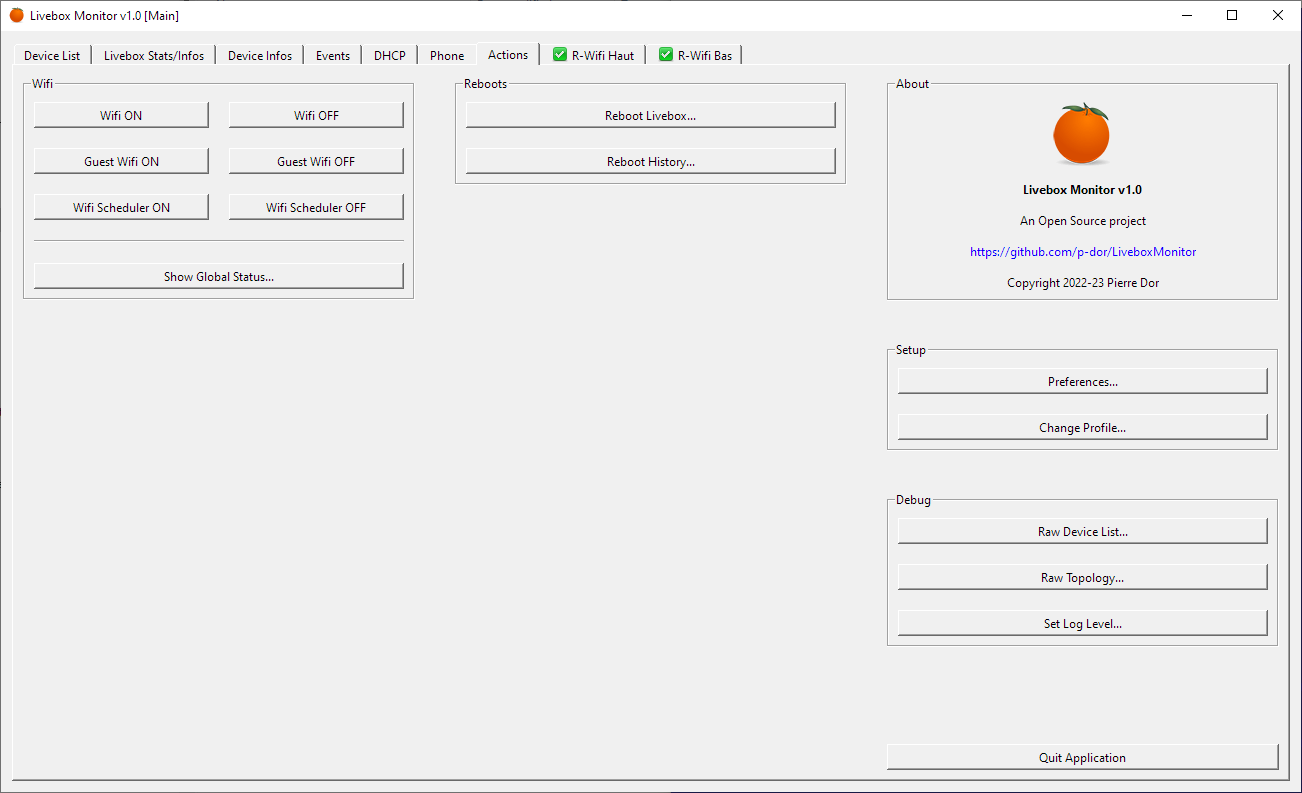 Livebox Monitor v1.0 [Main]
Device List
Livebox Stats/Infos
Device Infos
Events
DHCP
Phone
Actions
R-Wifi Haut
R-Wifi Bas
Wifi
Wifi ON
Wifi OFF
Guest Wifi ON
Guest Wifi OFF
Wifi Scheduler ON
Wifi Scheduler OFF
Show Global Status...
Reboots
Reboot Livebox...
Reboot History...
About
Livebox Monitor v1.0
An Open Source project
https://github.com/p-dor/LiveboxMonitor
Copyright 2022-23 Pierre Dor
Setup
Preferences...
Change Profile...
Debug
Raw Device List...
Raw Topology...
Set Log Level...
Quit Application